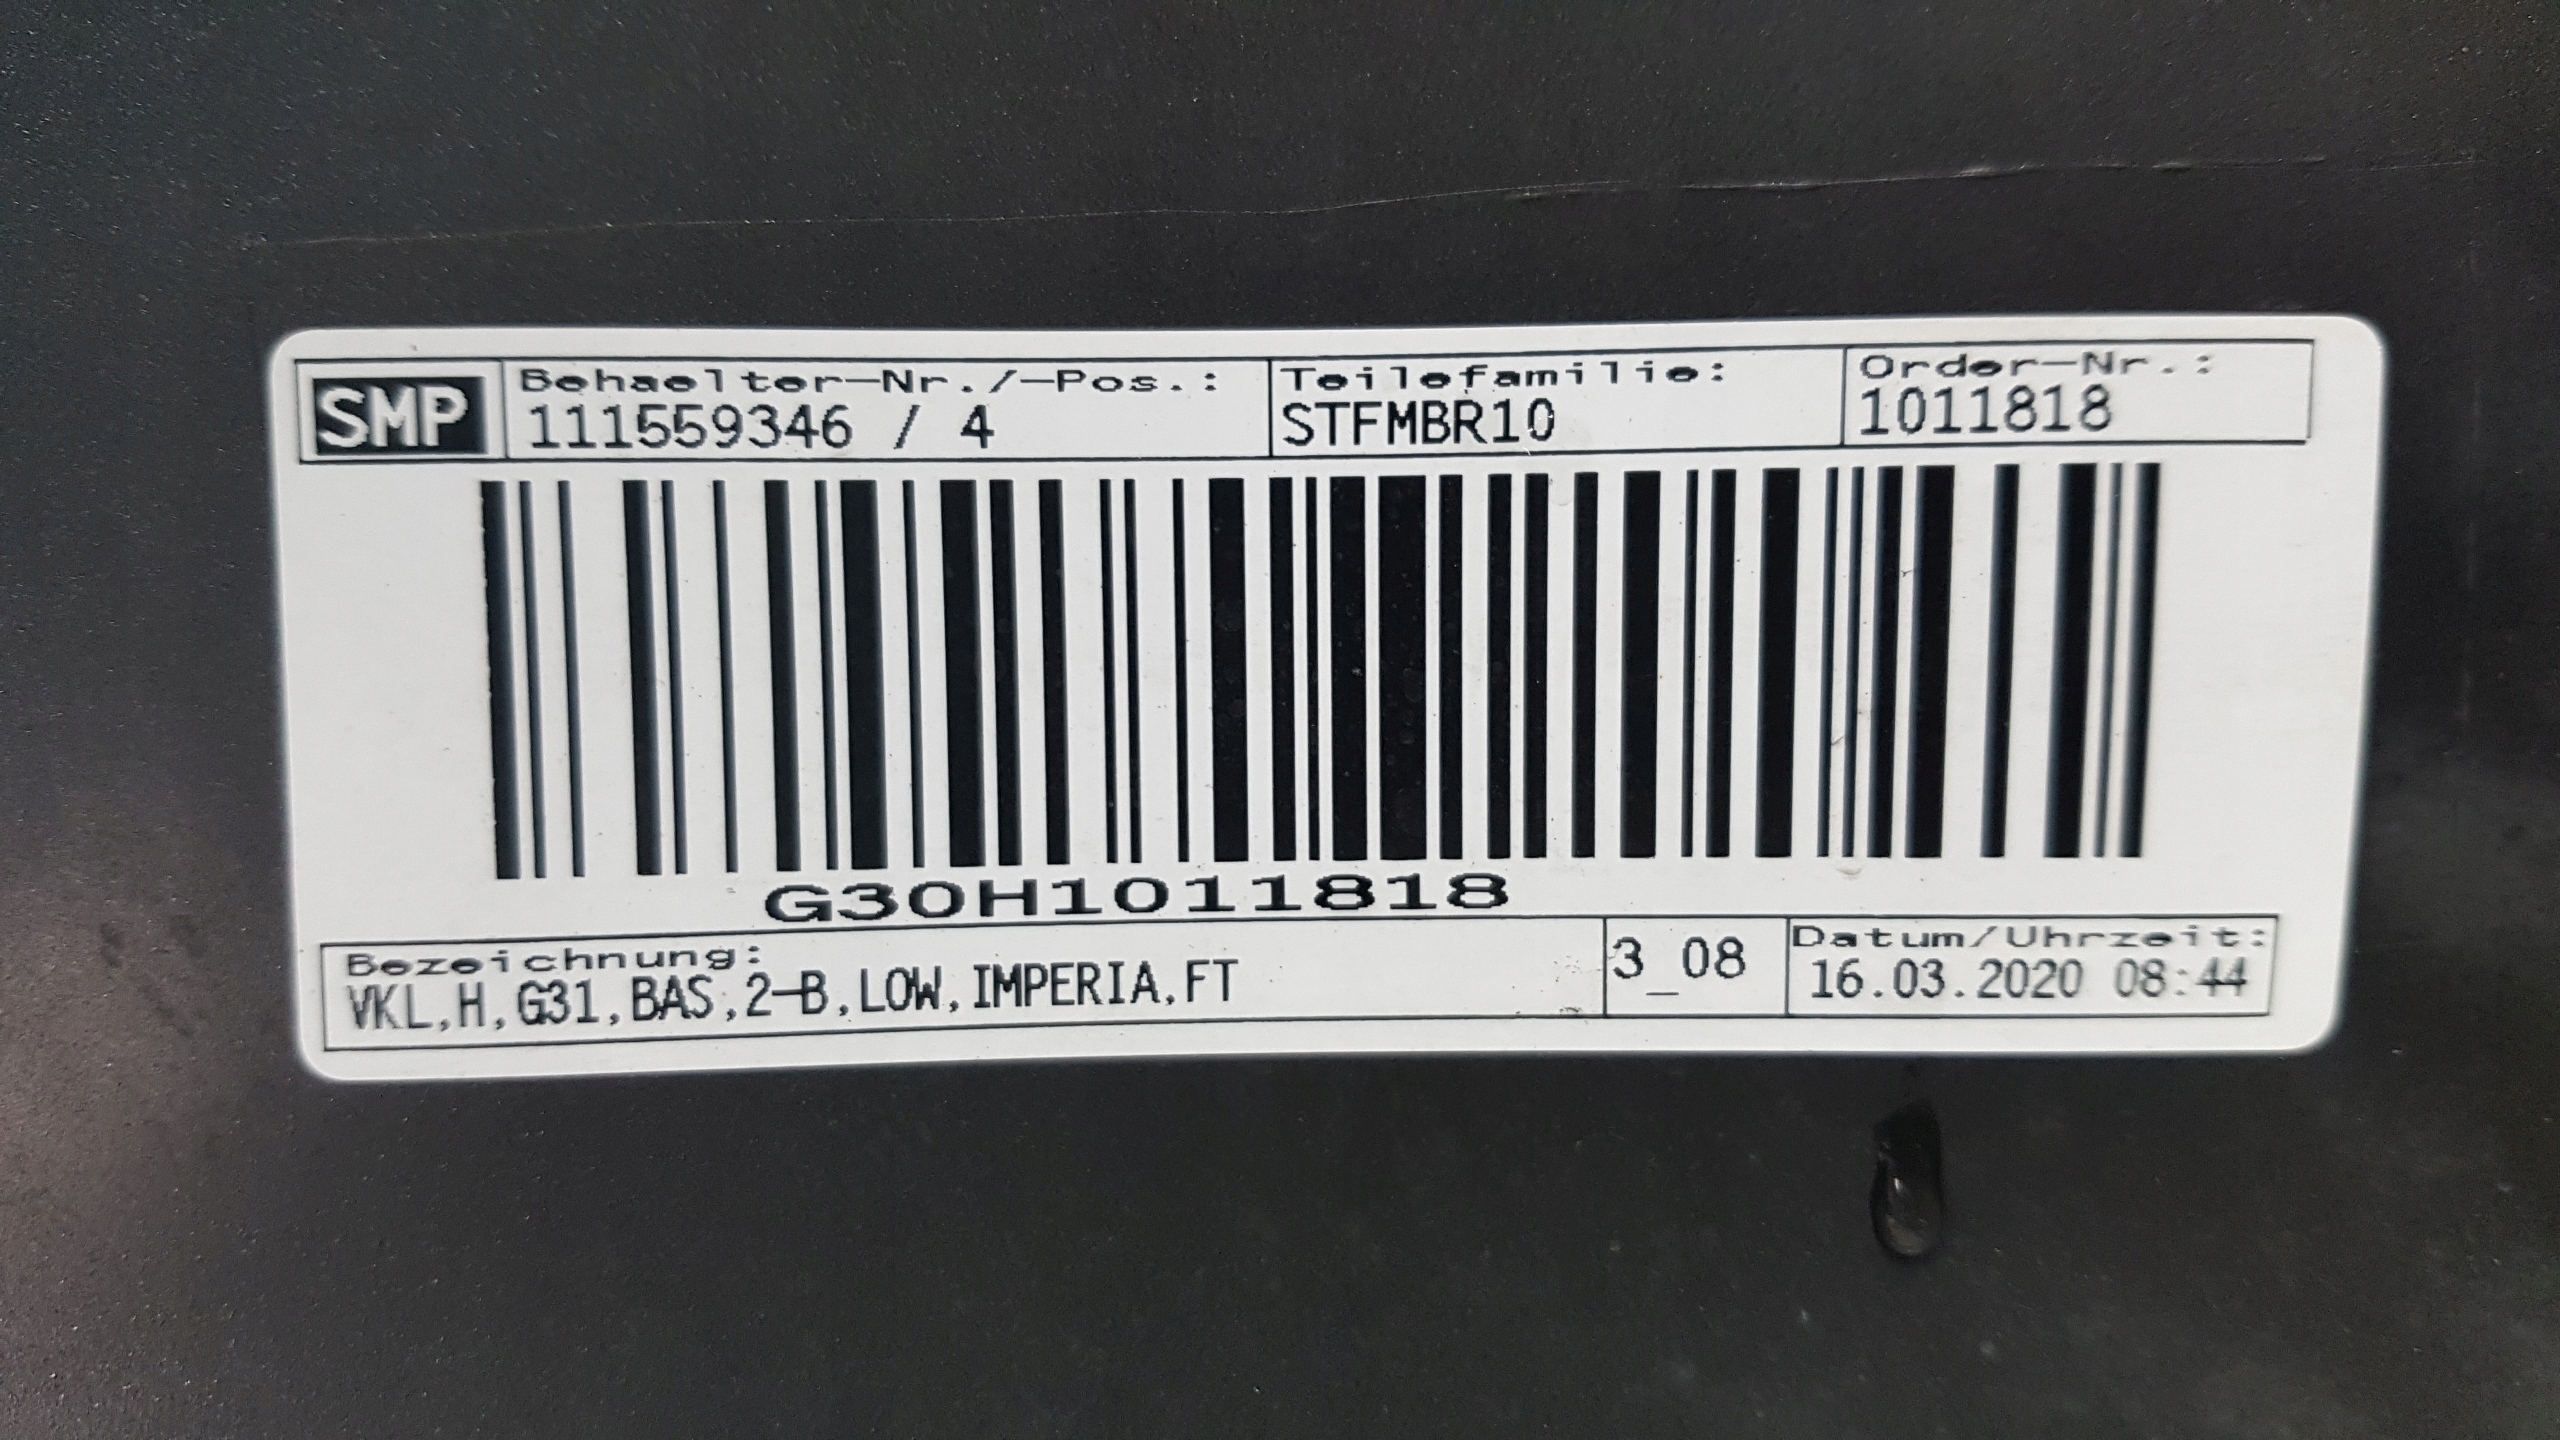 SMP
Behaelter-Nr./-Pos.:
111559346 / 4
Teilefamilie:
STFMBR10
Order-Nr.:
1011818
G30H1011818
Bezeichnung:
VKL,H,G31,BAS,2-B,LOW,IMPERIA,FT
3_08
Datum/Uhrzeit:
16.03.2020 08:44